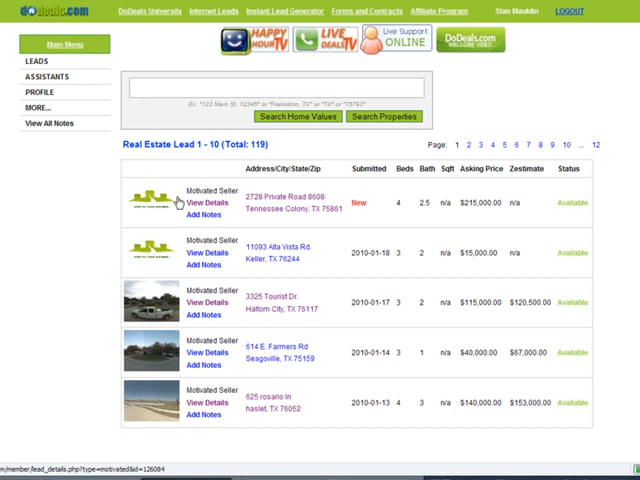 doDeals.com DoDeals University Internet Leads Instant Lead Generator Forms and Contracts Affiliate Program Stan Mauldin LOGOUT
HAPPY HOUR TV LIVE DEALS TV Live Support ONLINE DoDeals.com WELCOME VIDEO
Main Menu
LEADS
ASSISTANTS
PROFILE
MORE...
View All Notes
Ex. "123 Main St, 12345" or "Frankston, TX" or "TX" or "75763"
Search Home Values Search Properties
Real Estate Lead 1 - 10 (Total: 119) Page: 1 2 3 4 5 6 7 8 9 10 ... 12
Address/City/State/Zip Submitted Beds Bath Sqft Asking Price Zestimate Status
Motivated Seller
View Details
Add Notes
2728 Private Road 8608
Tennessee Colony, TX 75861
New 4 2.5 n/a $215,000.00 n/a Available
Motivated Seller
View Details
Add Notes
11093 Alta Vista Rd.
Keller, TX 76244
2010-01-18 3 2 n/a $15,000.00 n/a Available
Motivated Seller
View Details
Add Notes
3325 Tourist Dr.
Haltom City, TX 76117
2010-01-17 3 2 n/a $115,000.00 $120,500.00 Available
Motivated Seller
View Details
Add Notes
614 E. Farmers Rd
Seagoville, TX 75159
2010-01-14 3 1 n/a $40,000.00 $67,000.00 Available
Motivated Seller
View Details
Add Notes
625 rosario ln
haslet, TX 76052
2010-01-13 4 3 n/a $140,000.00 $153,000.00 Available
m/member/lead_details.php?type=motivated&id=126084